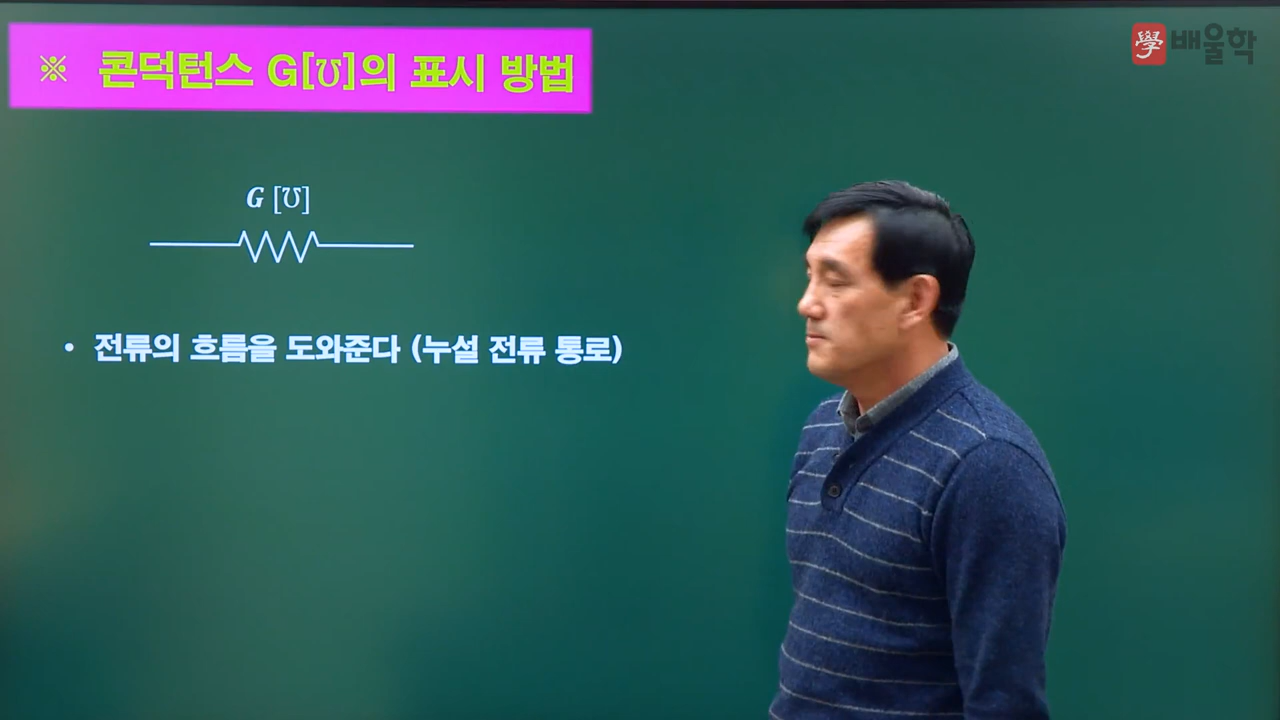 ※ 콘덕턴스 G[℧]의 표시 방법
學 배울학
G [℧]
• 전류의 흐름을 도와준다 (누설 전류 통로)